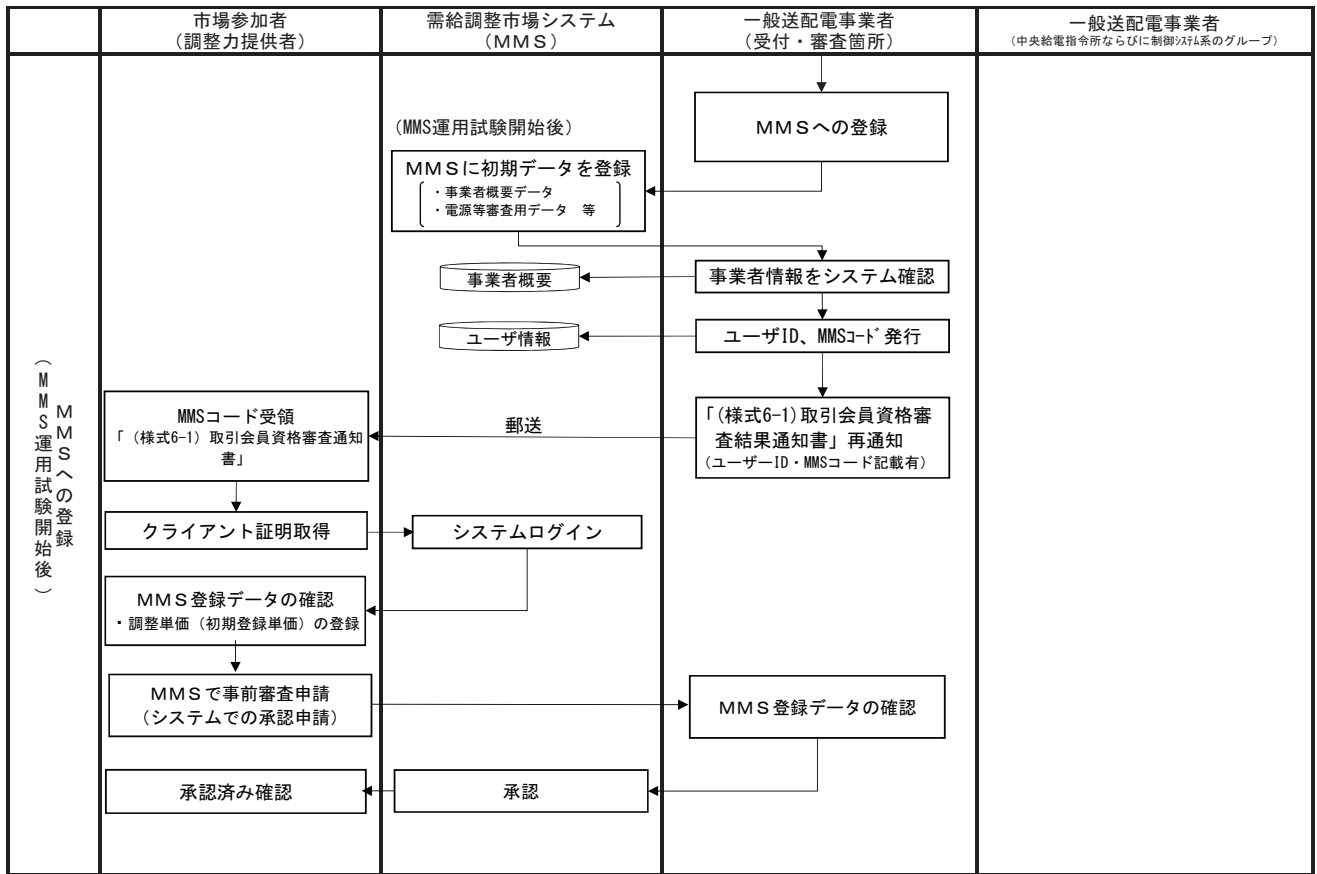 市場参加者
（調整力提供者）
需給調整市場システム
（ＭＭＳ）
一般送配電事業者
（受付・審査箇所）
一般送配電事業者
（中央給電指令所ならびに制御ｼｽﾃﾑ系のグループ）
ＭＭＳへの登録
（ＭＭＳ運用試験開始後）
ＭＭＳへの登録
（MMS運用試験開始後）
ＭＭＳに初期データを登録
・事業者概要データ
・電源等審査用データ　等
事業者情報をシステム確認
事業者概要
ユーザID、MMSｺｰﾄﾞ発行
ユーザ情報
「(様式6-1)取引会員資格審
査結果通知書」再通知
（ユーザーID・MMSコード記載有）
郵送
MMSコード受領
「（様式6-1）取引会員資格審査通知
書」
クライアント証明取得
システムログイン
ＭＭＳ登録データの確認
・調整単価（初期登録単価）の登録
ＭＭＳで事前審査申請
（システムでの承認申請）
ＭＭＳ登録データの確認
承認
承認済み確認